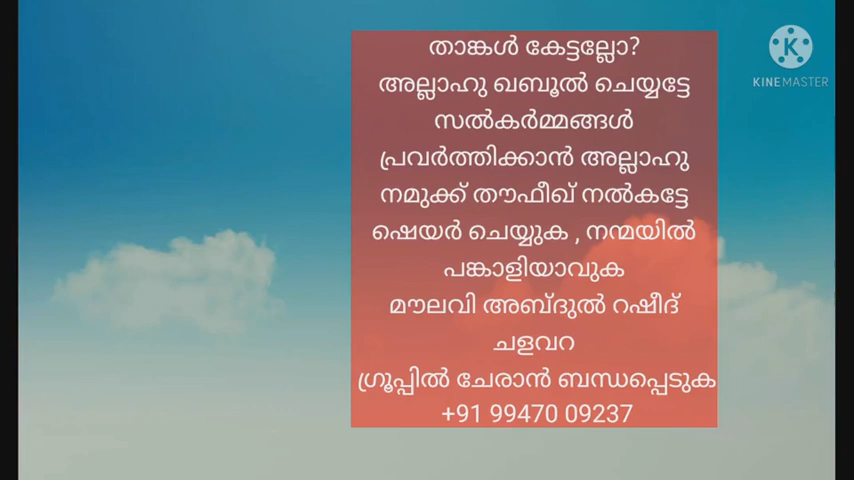 താങ്കൾ കേട്ടല്ലോ?
അല്ലാഹു ഖബൂൽ ചെയ്യട്ടേ
സൽകർമ്മങ്ങൾ
പ്രവർത്തിക്കാൻ അല്ലാഹു
നമുക്ക് തൗഫീഖ് നൽകട്ടേ
ഷെയർ ചെയ്യുക , നന്മയിൽ
പങ്കാളിയാവുക
മൗലവി അബ്ദുൽ റഷീദ്
ചളവറ
ഗ്രൂപ്പിൽ ചേരാൻ ബന്ധപ്പെടുക
+91 99470 09237
K
KINEMASTER